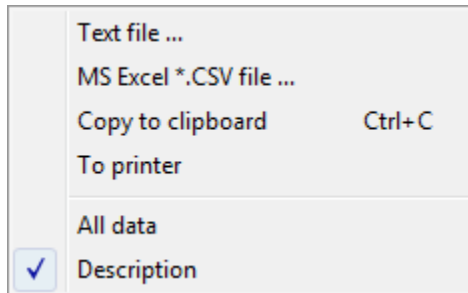 Text file ...
MS Excel *.CSV file ...
Copy to clipboard Ctrl+C
To printer
All data
Description